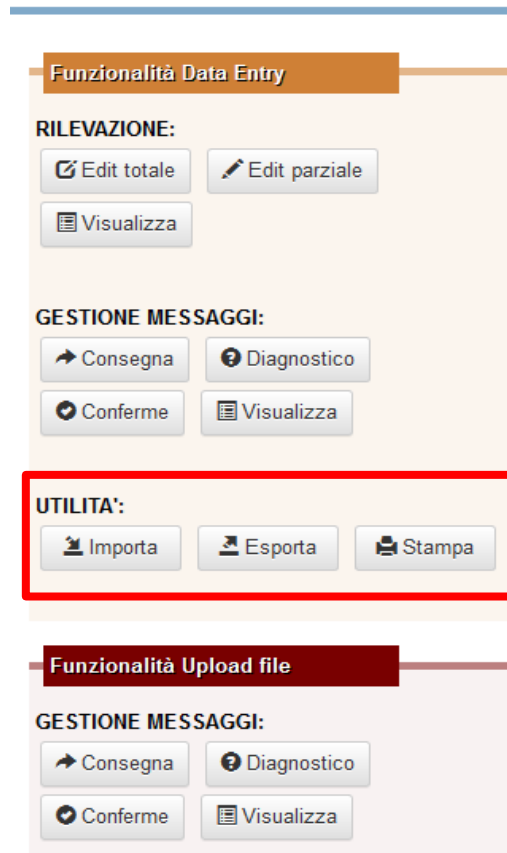 Funzionalità Data Entry
RILEVAZIONE:
Edit totale Edit parziale
Visualizza
GESTIONE MESSAGGI:
Consegna Diagnostico
Conferme Visualizza
UTILITA':
Importa Esporta Stampa
Funzionalità Upload file
GESTIONE MESSAGGI:
Consegna Diagnostico
Conferme Visualizza